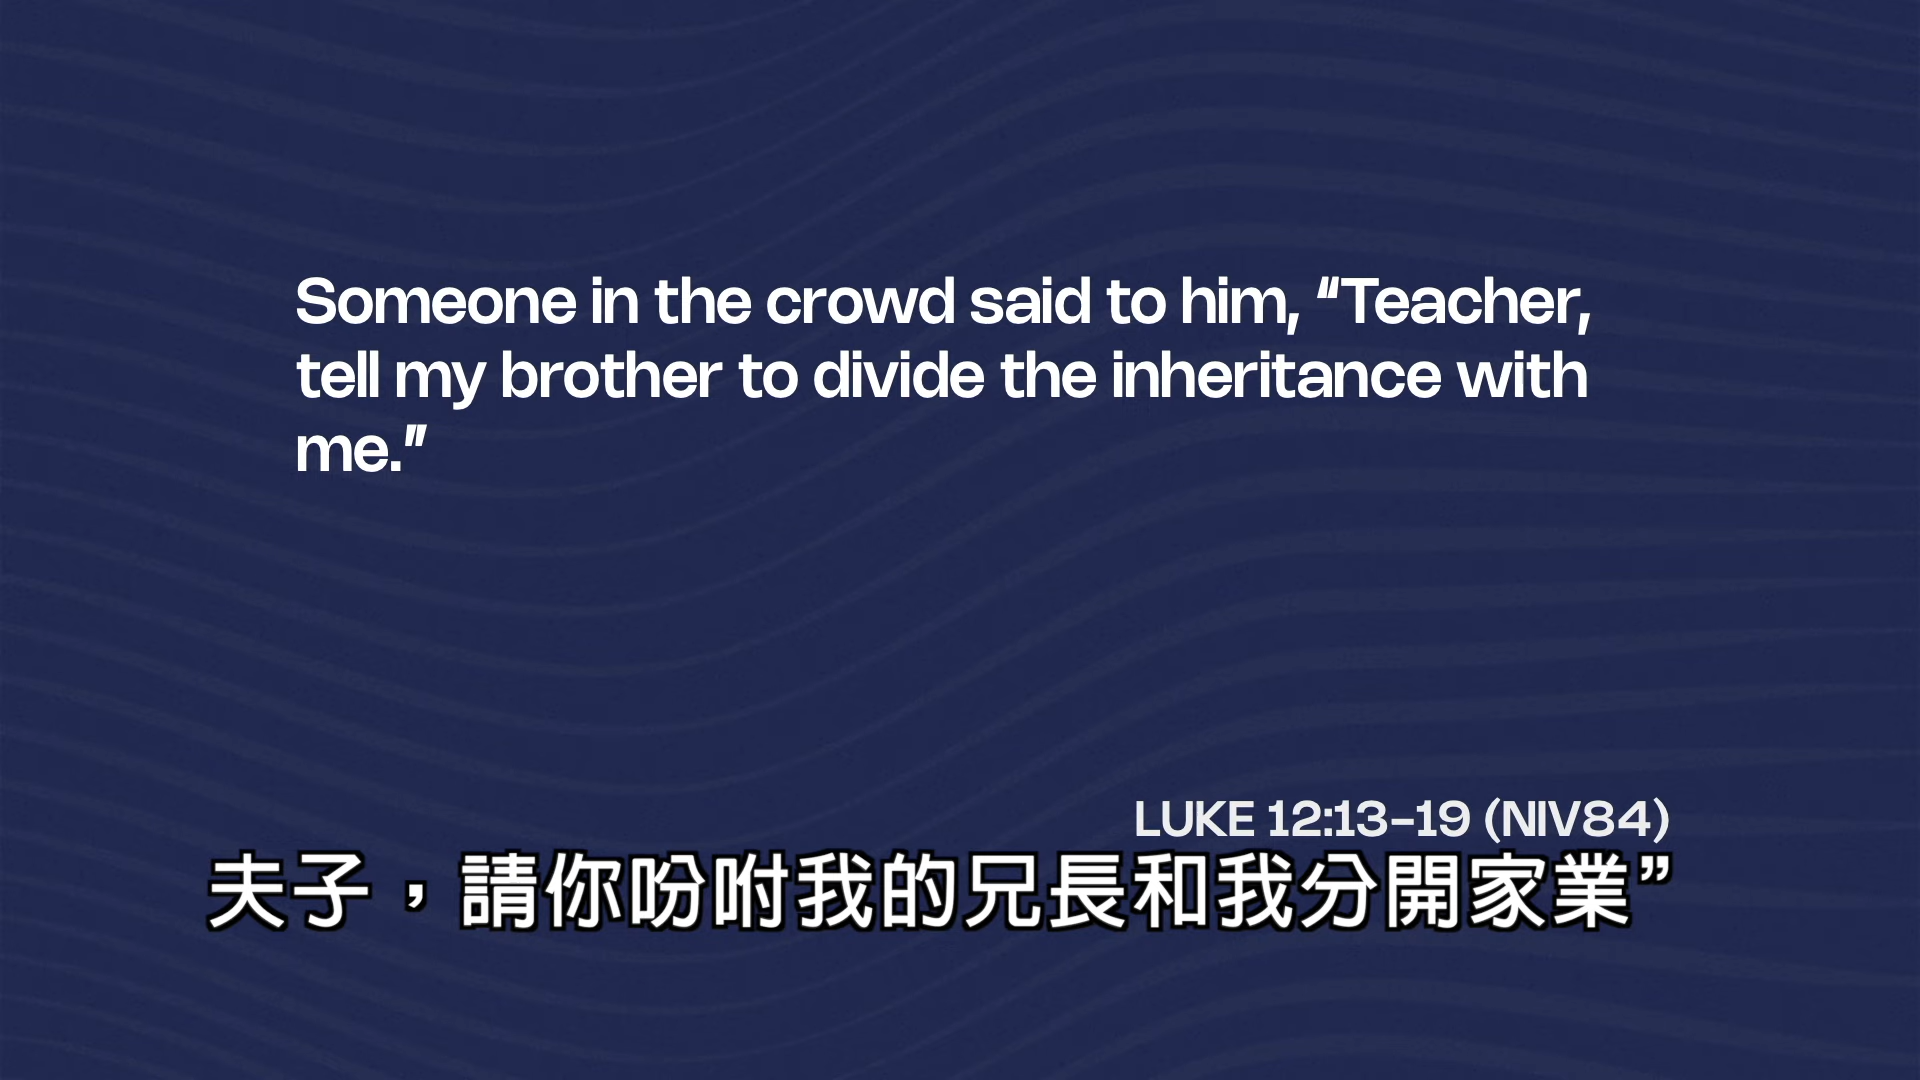 Someone in the crowd said to him, “Teacher,
tell my brother to divide the inheritance with
me.”
LUKE 12:13–19 (NIV84)
夫子，請你吩咐我的兄長和我分開家業”